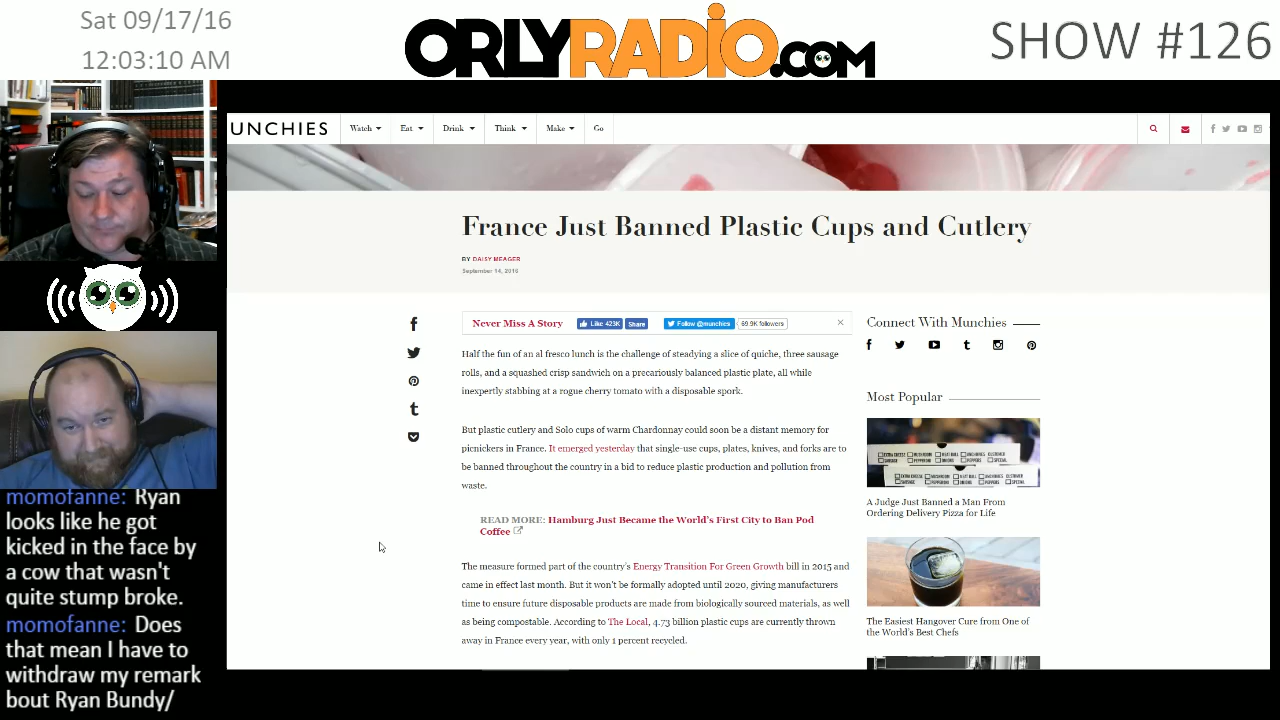 Sat 09/17/16
12:03:10 AM
ORLYRADIO.COM
SHOW #126
UNCHIES
Watch
Eat
Drink
Think
Make
Go
France Just Banned Plastic Cups and Cutlery
BY DAISY MEAGER
September 14, 2016
Never Miss A Story
Like 423K
Share
Follow @munchies
69.9K followers
Half the fun of an al fresco lunch is the challenge of steadying a slice of quiche, three sausage
rolls, and a squashed crisp sandwich on a precariously balanced plastic plate, all while
inexpertly stabbing at a rogue cherry tomato with a disposable spork.
But plastic cutlery and Solo cups of warm Chardonnay could soon be a distant memory for
picnickers in France. It emerged yesterday that single-use cups, plates, knives, and forks are to
be banned throughout the country in a bid to reduce plastic production and pollution from
waste.
READ MORE: Hamburg Just Became the World's First City to Ban Pod
Coffee
The measure formed part of the country's Energy Transition For Green Growth bill in 2015 and
came in effect last month. But it won't be formally adopted until 2020, giving manufacturers
time to ensure future disposable products are made from biologically sourced materials, as well
as being compostable. According to The Local, 4.73 billion plastic cups are currently thrown
away in France every year, with only 1 percent recycled.
Connect With Munchies
Most Popular
A Judge Just Banned a Man From
Ordering Delivery Pizza for Life
The Easiest Hangover Cure from One of
the World's Best Chefs
momofanne: Ryan
looks like he got
kicked in the face by
a cow that wasn't
quite stump broke.
momofanne: Does
that mean I have to
withdraw my remark
bout Ryan Bundy/